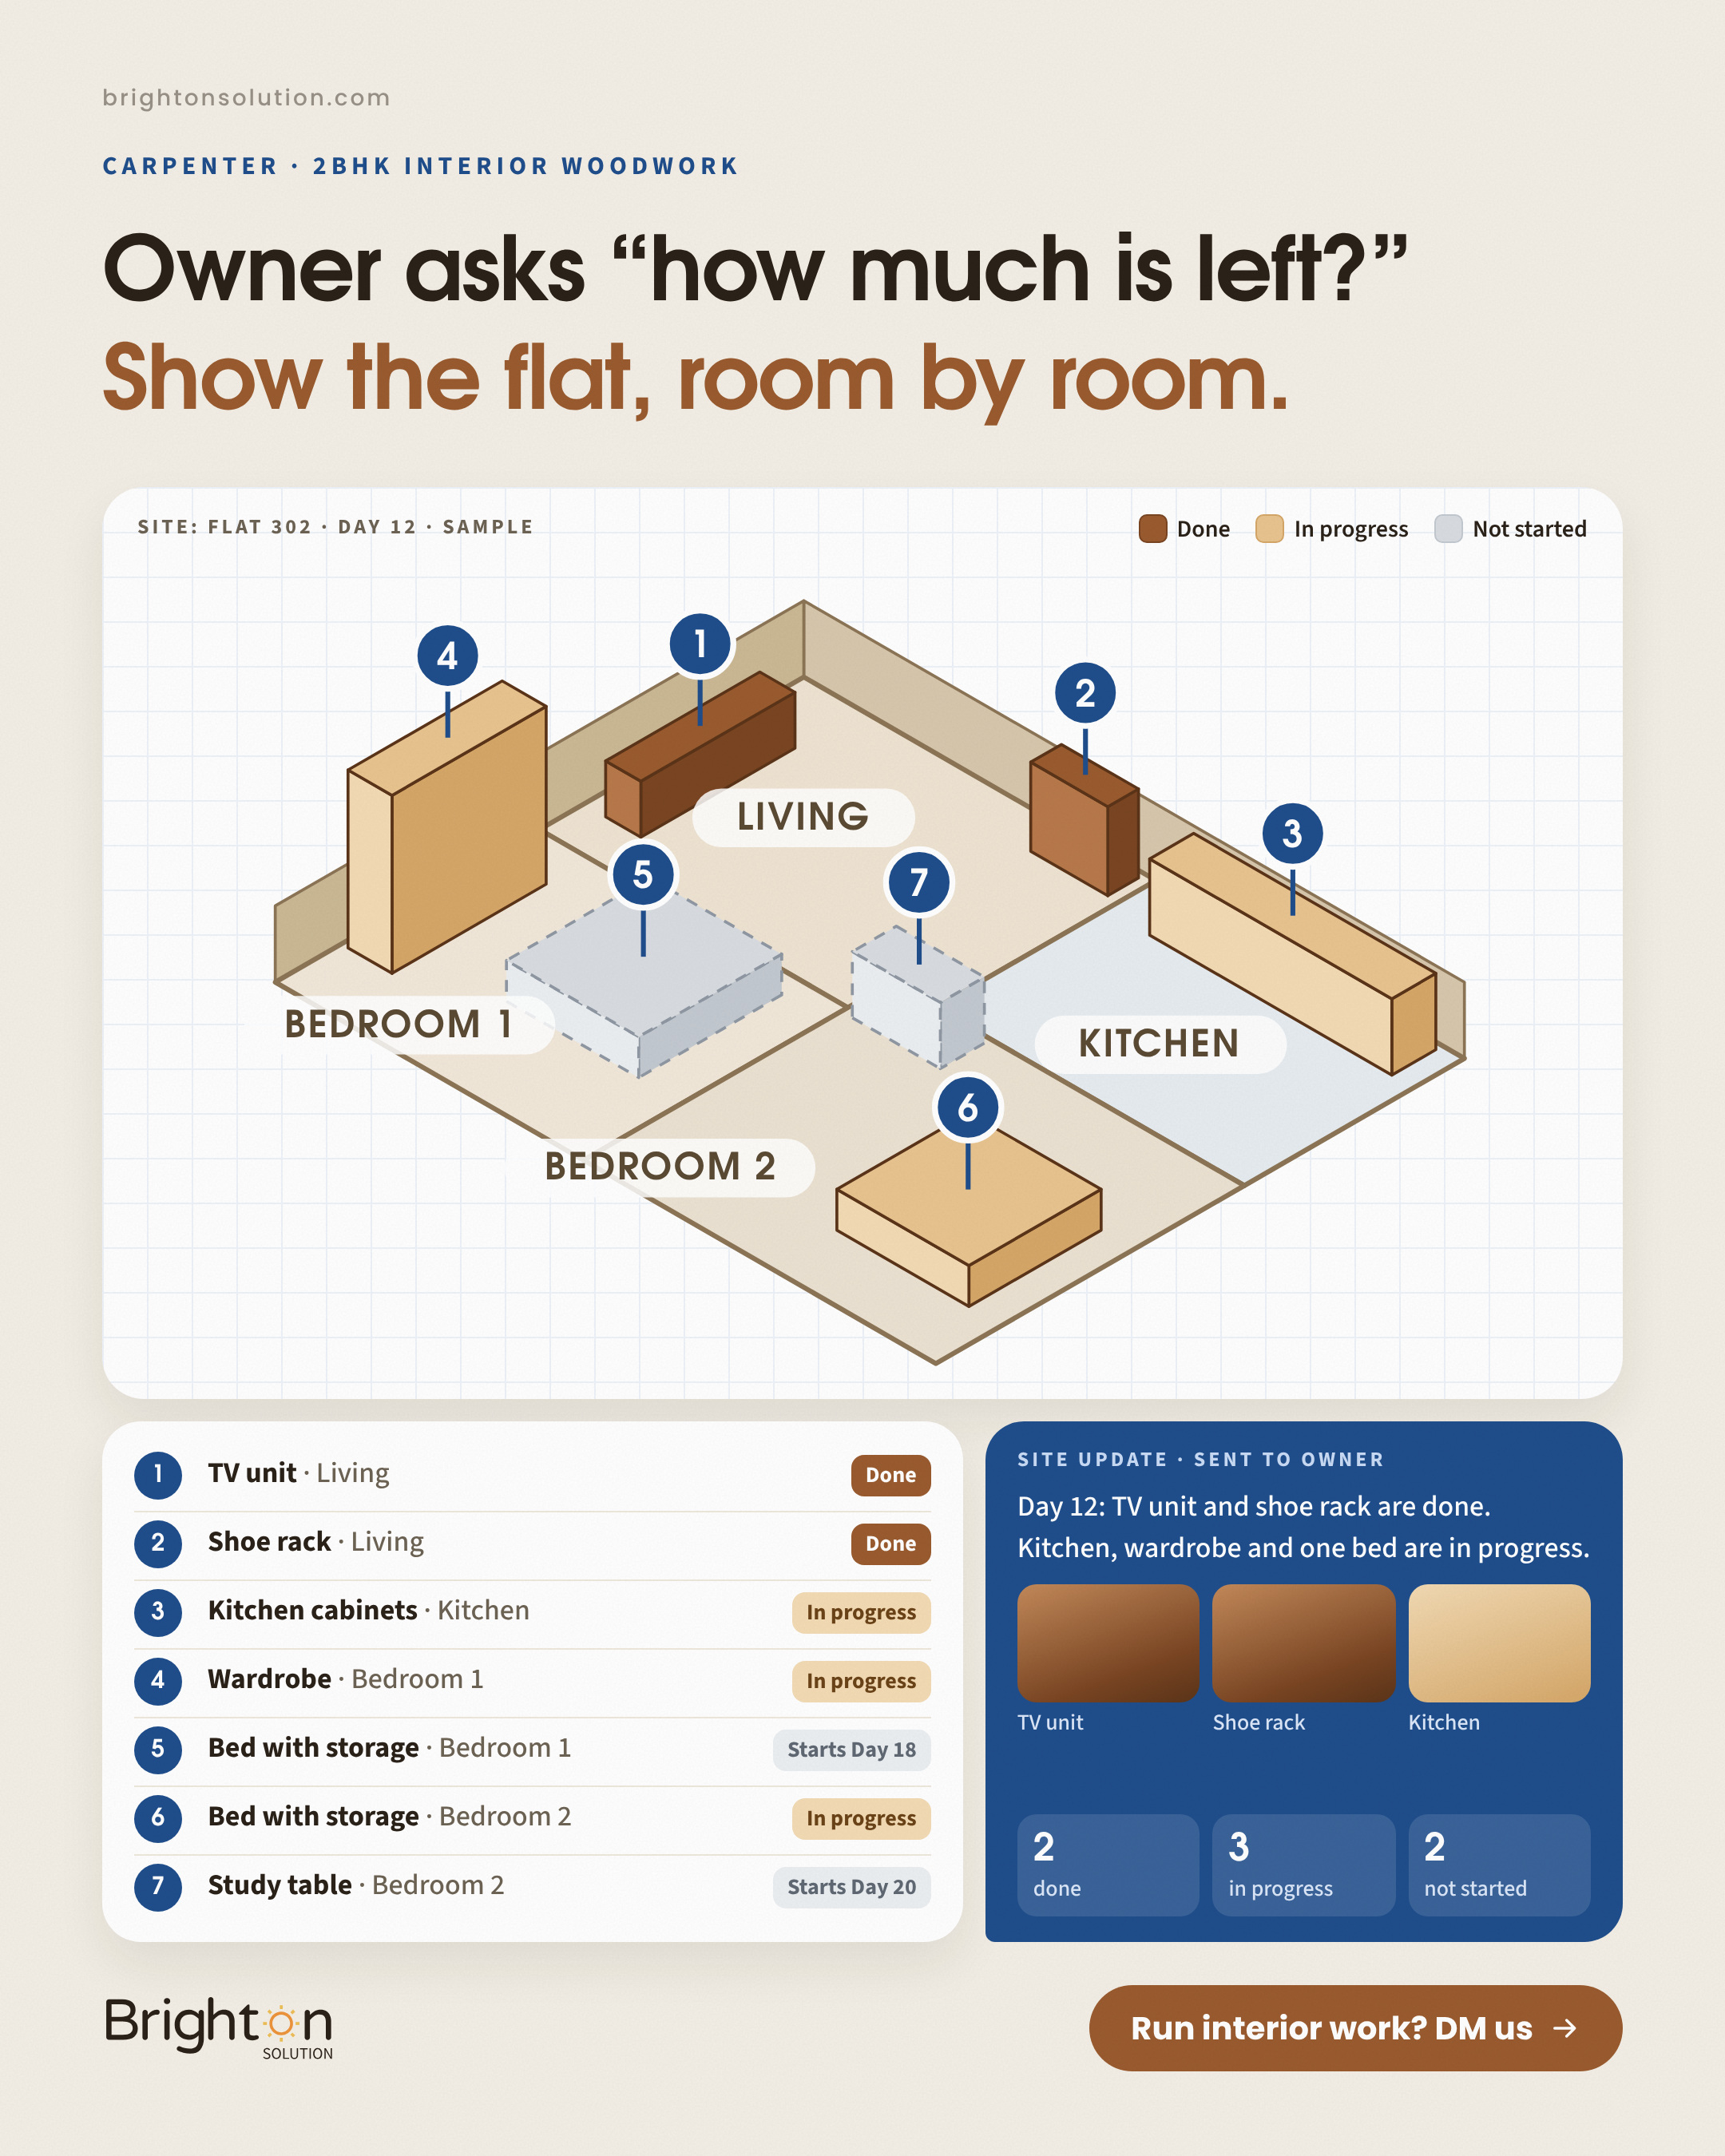 brightonsolution.com
CARPENTER · 2BHK INTERIOR WOODWORK
Owner asks “how much is left?”
Show the flat, room by room.
SITE: FLAT 302 · DAY 12 · SAMPLE
Done
In progress
Not started
4
1
2
3
LIVING
5
7
BEDROOM 1
KITCHEN
6
BEDROOM 2
1 TV unit · Living Done
2 Shoe rack · Living Done
3 Kitchen cabinets · Kitchen In progress
4 Wardrobe · Bedroom 1 In progress
5 Bed with storage · Bedroom 1 Starts Day 18
6 Bed with storage · Bedroom 2 In progress
7 Study table · Bedroom 2 Starts Day 20
SITE UPDATE · SENT TO OWNER
Day 12: TV unit and shoe rack are done.
Kitchen, wardrobe and one bed are in progress.
TV unit
Shoe rack
Kitchen
2
done
3
in progress
2
not started
Brighton
SOLUTION
Run interior work? DM us →